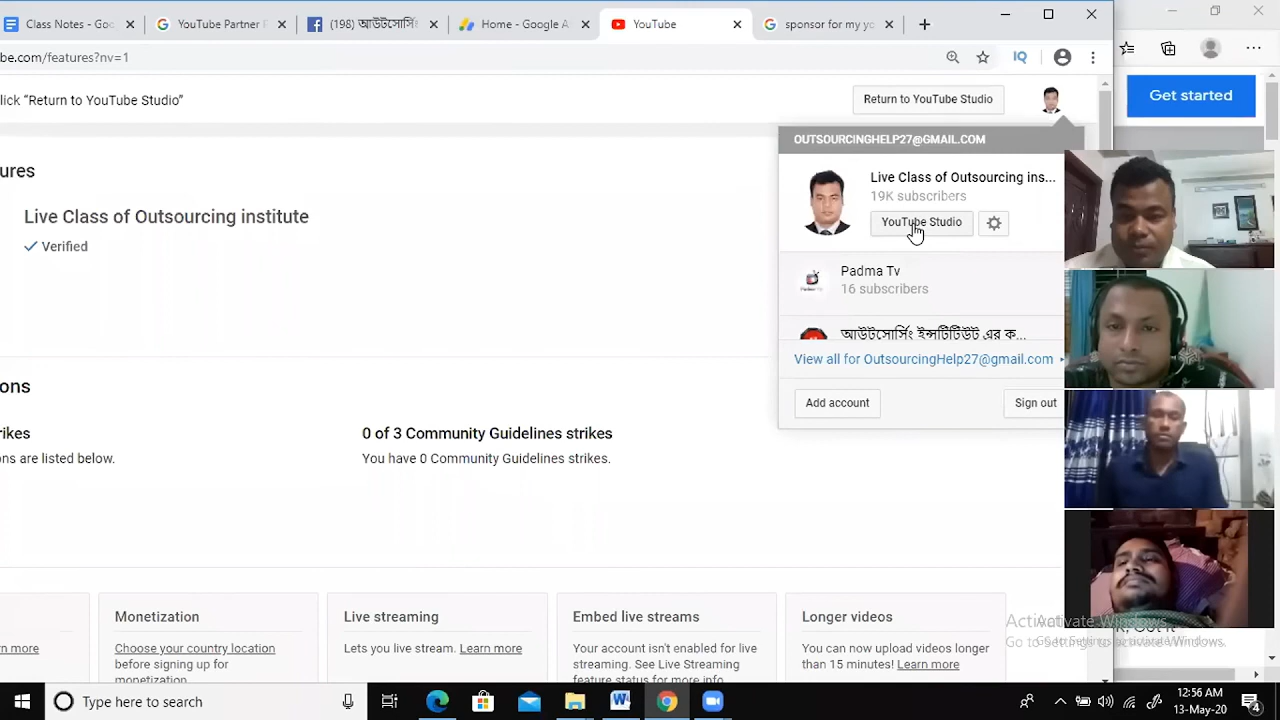 Class Notes - Goo
YouTube Partner P
(198) আউটসোর্সিং
Home - Google A
YouTube
sponsor for my yo
be.com/features?nv=1
lick "Return to YouTube Studio"
Return to YouTube Studio
Get started
OUTSOURCINGHELP27@GMAIL.COM
ures
Live Class of Outsourcing ins...
19K subscribers
YouTube Studio
Live Class of Outsourcing institute
Verified
Padma Tv
16 subscribers
আউটসোর্সিং ইন্সটিটিউট এর ক...
View all for OutsourcingHelp27@gmail.com
Add account
Sign out
ons
rikes
0 of 3 Community Guidelines strikes
ons are listed below.
You have 0 Community Guidelines strikes.
rn more
Monetization
Choose your country location
before signing up for
monetization
Live streaming
Lets you live stream. Learn more
Embed live streams
Your account isn't enabled for live
streaming. See Live Streaming
feature status for more info
Longer videos
You can now upload videos longer
than 15 minutes! Learn more
Activate Windows
Go to Settings to activate Windows.
Type here to search
12:56 AM
13-May-20